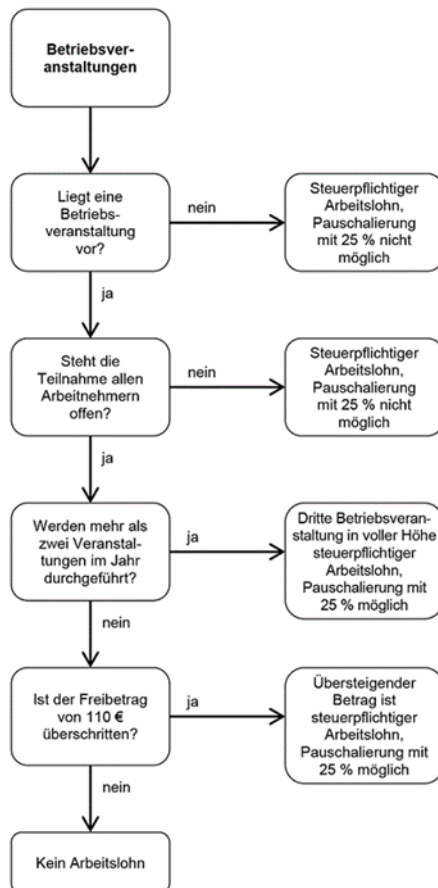 Betriebsver-
anstaltungen
Liegt eine
Betriebs-
veranstaltung
vor?
nein
Steuerpflichtiger
Arbeitslohn,
Pauschalierung
mit 25 % nicht
möglich
ja
Steht die
Teilnahme allen
Arbeitnehmern
offen?
nein
Steuerpflichtiger
Arbeitslohn,
Pauschalierung
mit 25 % nicht
möglich
ja
Werden mehr als
zwei Veranstal-
tungen im Jahr
durchgeführt?
ja
Dritte Betriebsveran-
staltung in voller Höhe
steuerpflichtiger
Arbeitslohn,
Pauschalierung mit
25 % möglich
nein
Ist der Freibetrag
von 110 €
überschritten?
ja
Übersteigender
Betrag ist
steuerpflichtiger
Arbeitslohn,
Pauschalierung mit
25 % möglich
nein
Kein Arbeitslohn